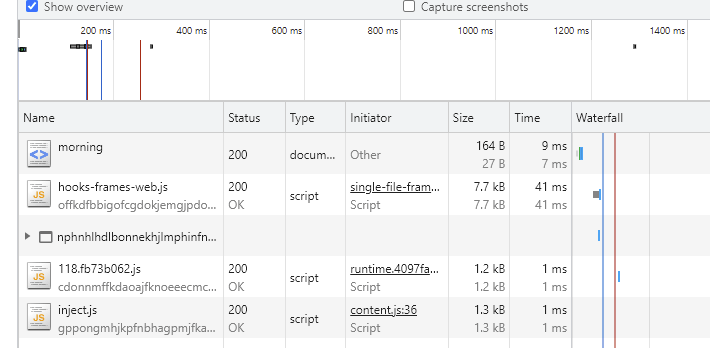 Show overview
Capture screenshots
200 ms 400 ms 600 ms 800 ms 1000 ms 1200 ms 1400 ms
Name Status Type Initiator Size Time Waterfall
morning 200 docum... Other 164 B 9 ms
27 B 7 ms
hooks-frames-web.js 200 script single-file-fram... 7.7 kB 41 ms
offkdfbbigofcgdokjemgjpdo... OK Script 7.7 kB 41 ms
nphnhlhdlbonnekhjlmphinfn...
118.fb73b062.js 200 script runtime.4097fa... 1.2 kB 1 ms
cdonnmffkdaoajfknoeeecmc... OK Script 1.2 kB 1 ms
inject.js 200 script content.js:36 1.3 kB 1 ms
gppongmhjkpfnbhagpmjfka... OK Script 1.3 kB 1 ms